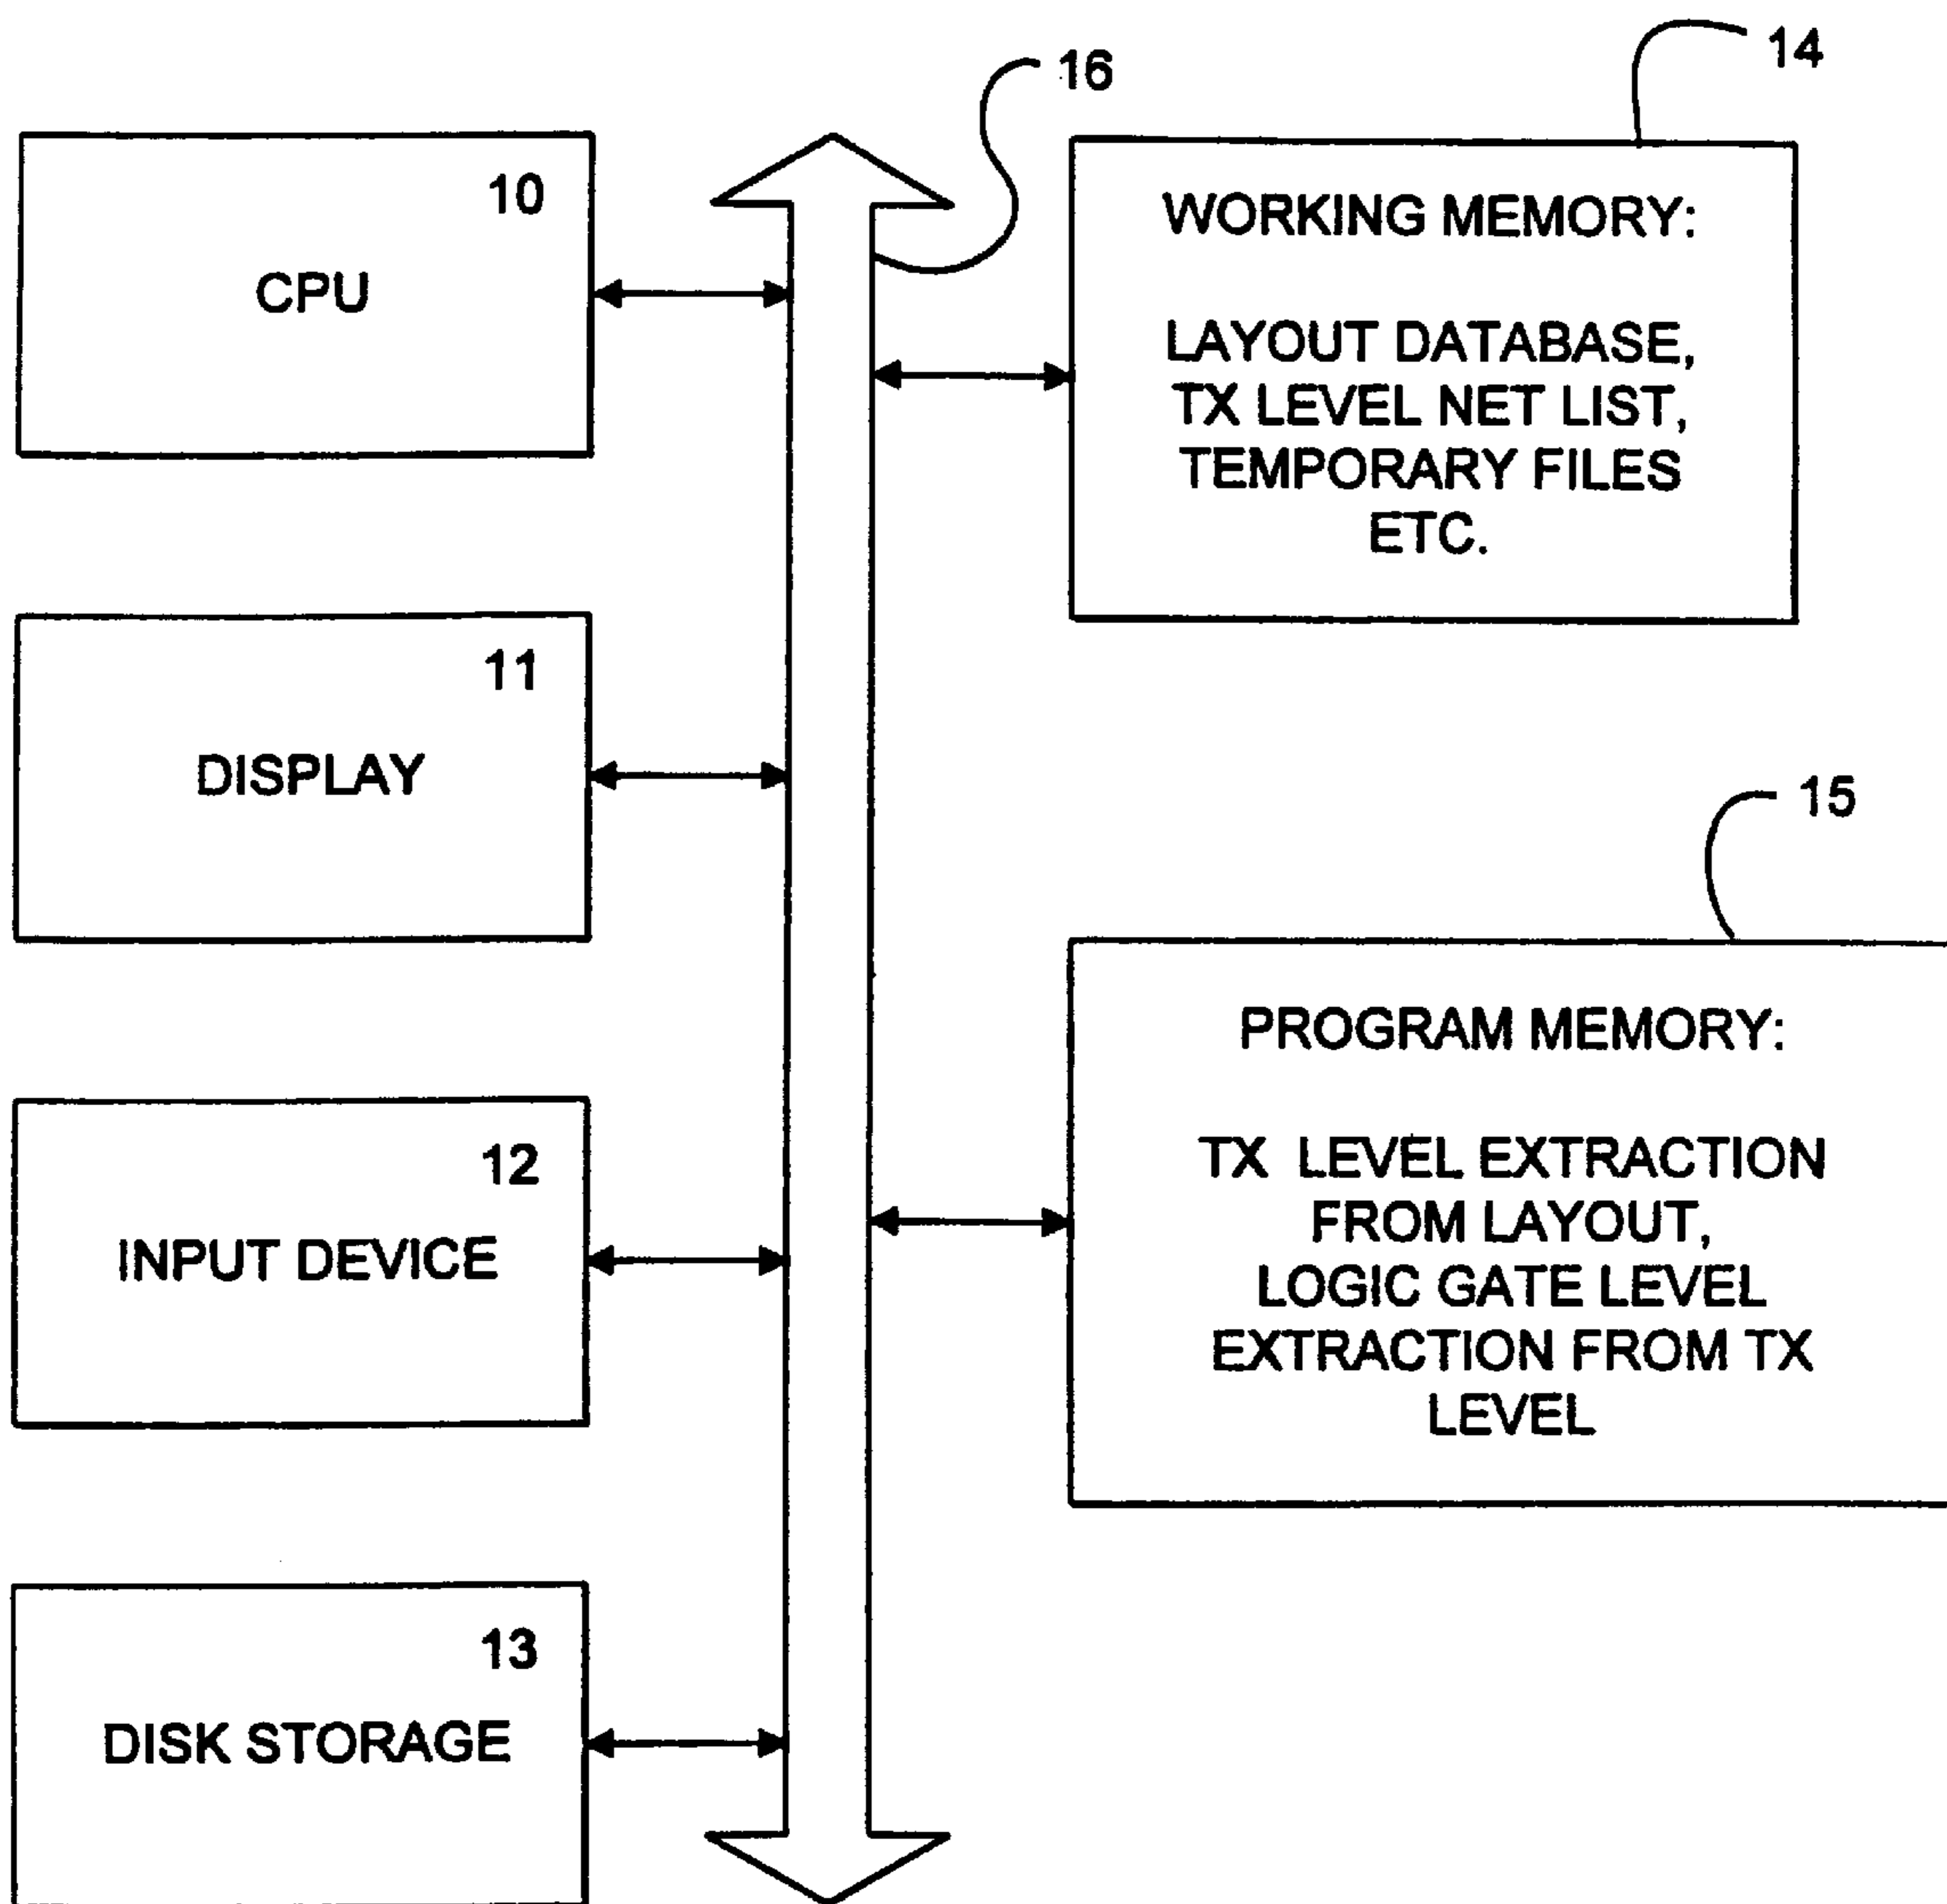 16
14
10
CPU
WORKING MEMORY:
LAYOUT DATABASE,
TX LEVEL NET LIST,
TEMPORARY FILES
ETC.
11
DISPLAY
15
PROGRAM MEMORY:
TX LEVEL EXTRACTION
FROM LAYOUT,
LOGIC GATE LEVEL
EXTRACTION FROM TX
LEVEL
12
INPUT DEVICE
13
DISK STORAGE